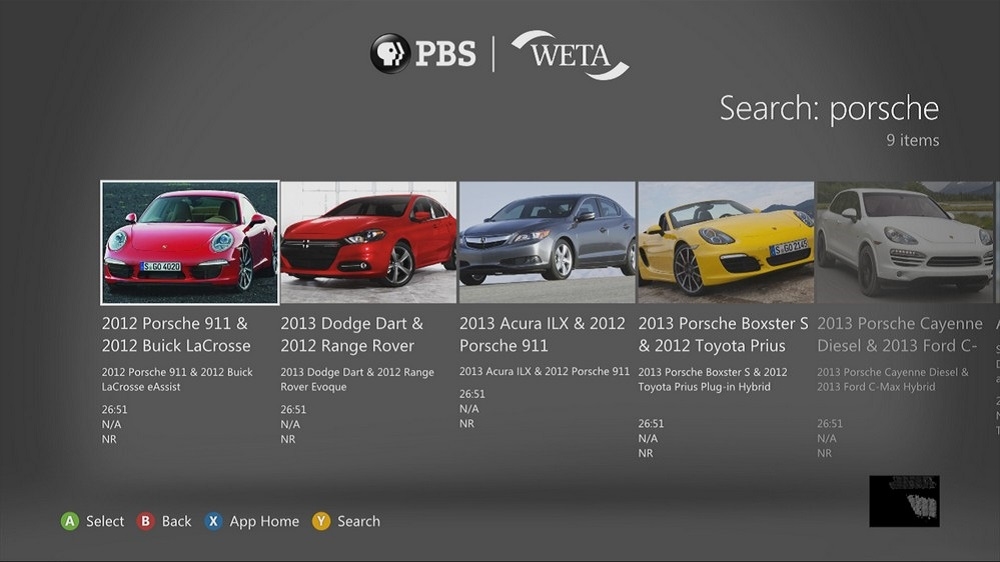 PBS | WETA
Search: porsche
9 items
S·GO 4020
S·GO 2145
2012 Porsche 911 &
2012 Buick LaCrosse
2012 Porsche 911 & 2012 Buick
LaCrosse eAssist
26:51
N/A
NR
2013 Dodge Dart &
2012 Range Rover
2013 Dodge Dart & 2012 Range
Rover Evoque
26:51
N/A
NR
2013 Acura ILX & 2012
Porsche 911
2013 Acura ILX & 2012 Porsche 911
26:51
N/A
NR
2013 Porsche Boxster S
& 2012 Toyota Prius
2013 Porsche Boxster S & 2012
Toyota Prius Plug-in Hybrid
26:51
N/A
NR
2013 Porsche Cayenne
Diesel & 2013 Ford C-
2013 Porsche Cayenne Diesel &
2013 Ford C-Max Hybrid
26:51
N/A
NR
A Select B Back X App Home Y Search